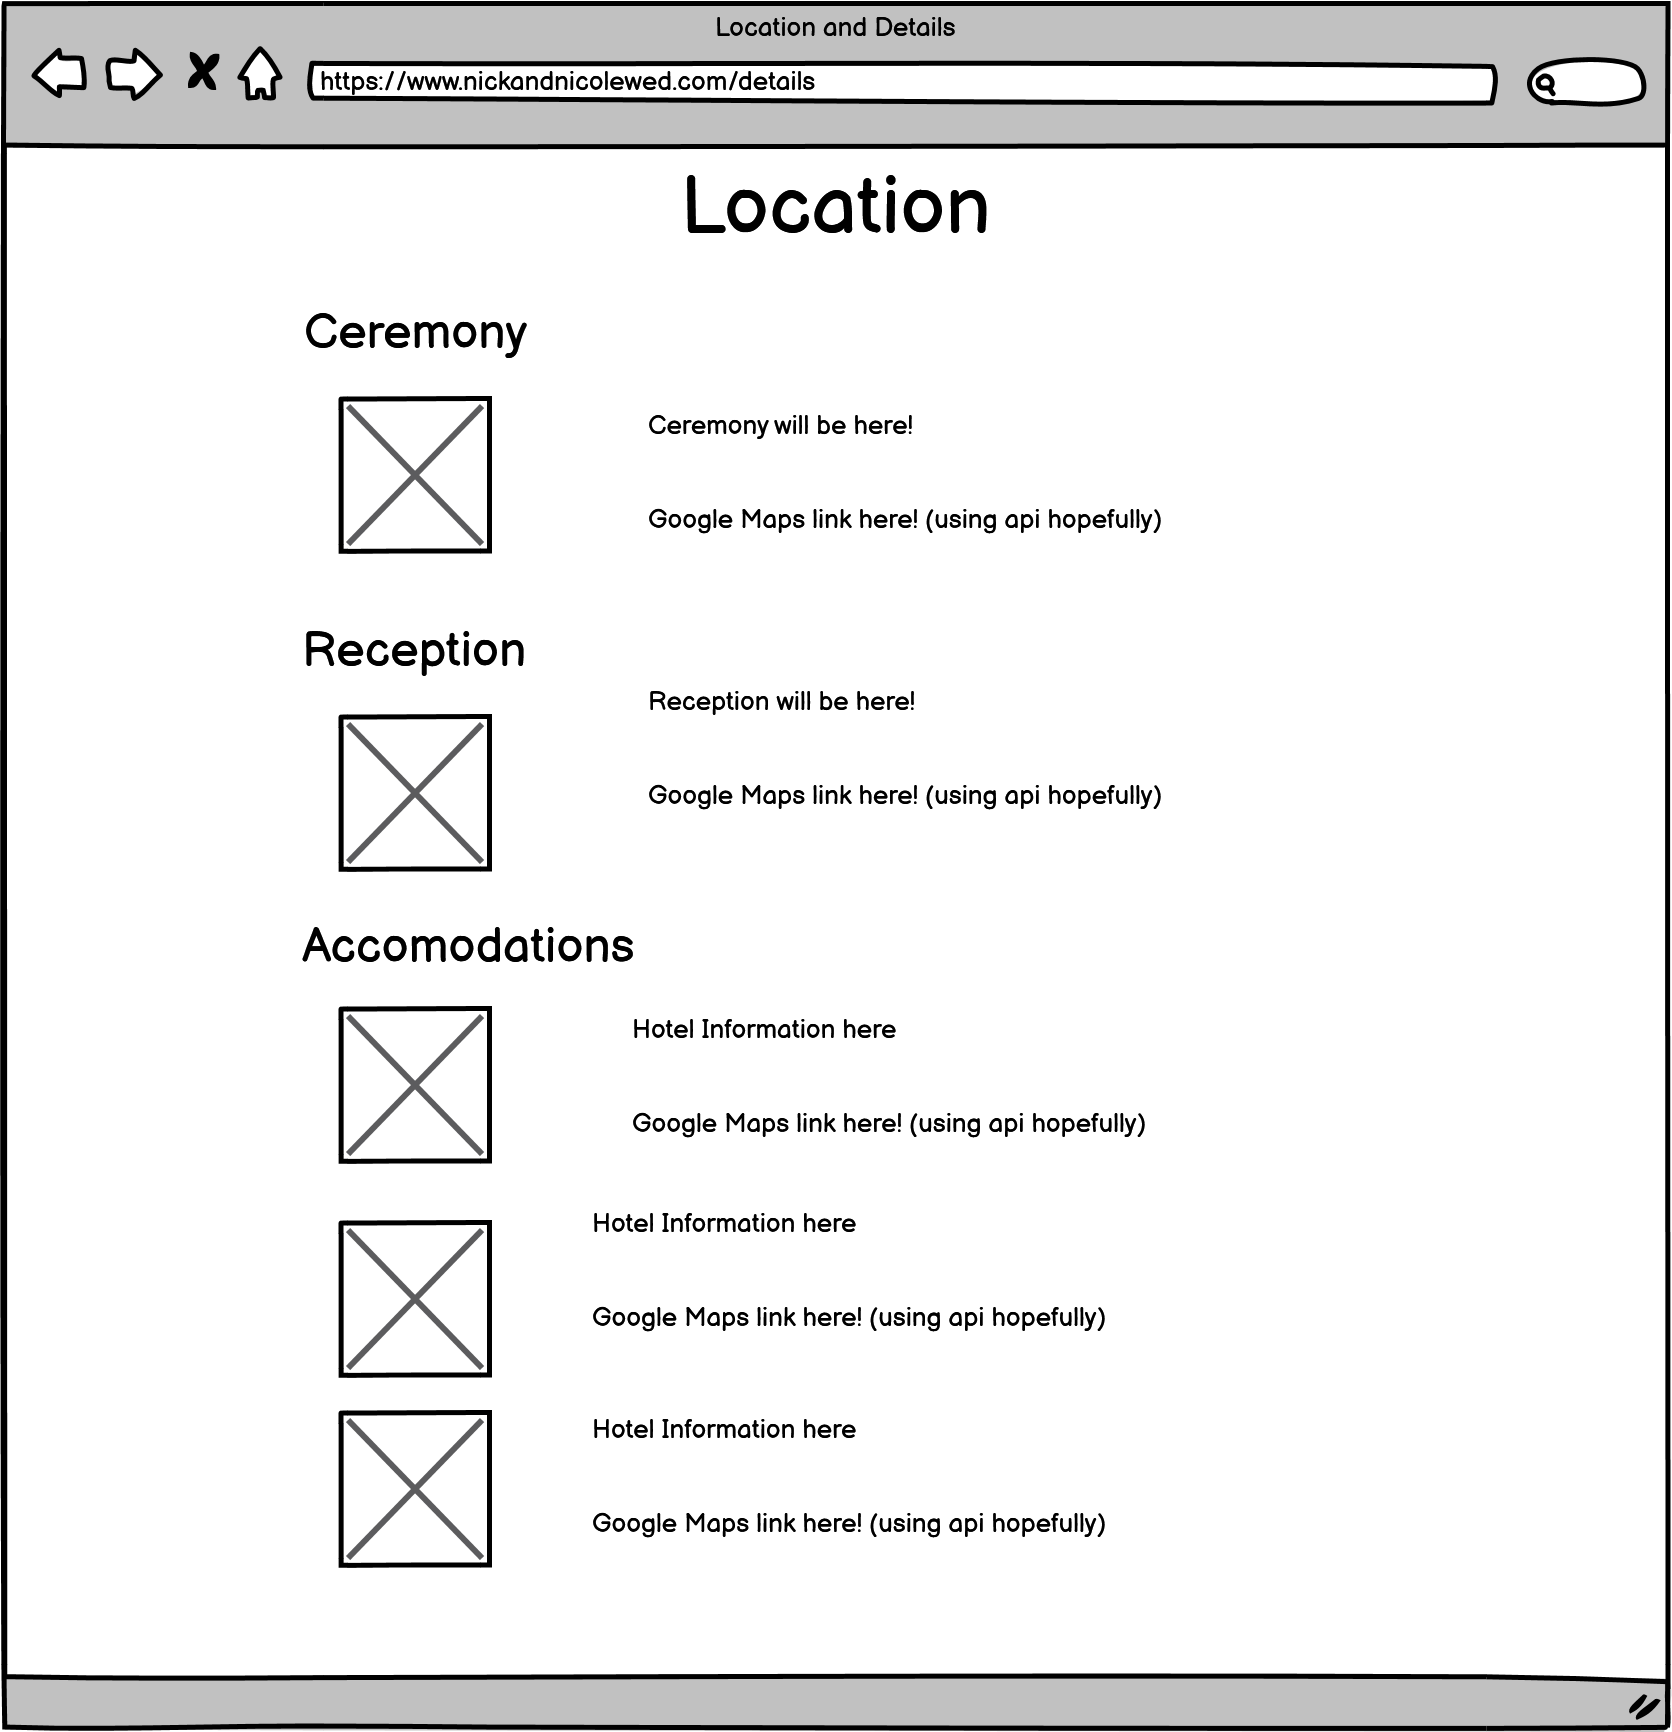 Location and Details
https://www.nickandnicolewed.com/details
Location
Ceremony
Ceremony will be here!
Google Maps link here! (using api hopefully)
Reception
Reception will be here!
Google Maps link here! (using api hopefully)
Accomodations
Hotel Information here
Google Maps link here! (using api hopefully)
Hotel Information here
Google Maps link here! (using api hopefully)
Hotel Information here
Google Maps link here! (using api hopefully)